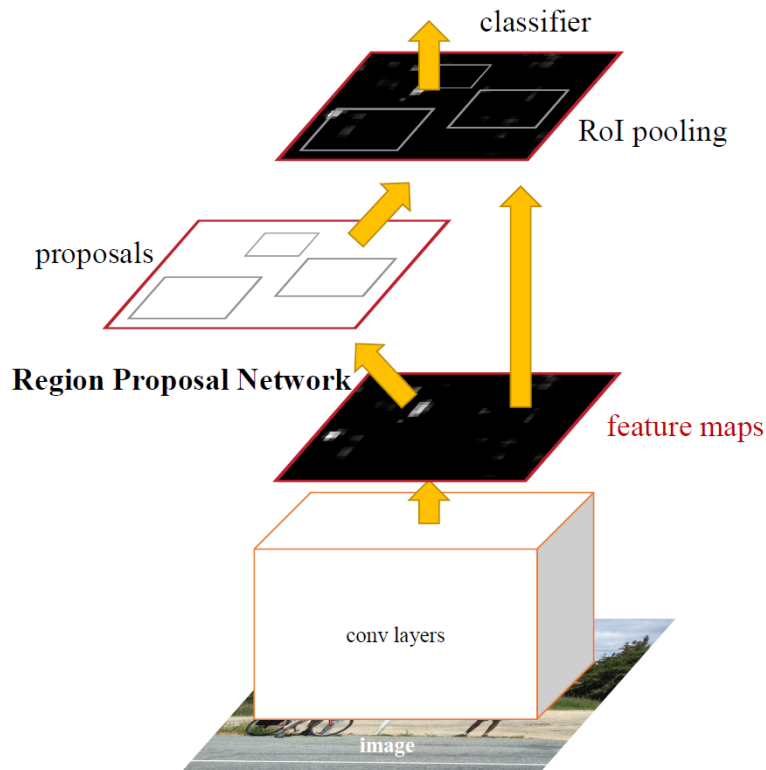 classifier
RoI pooling
proposals
Region Proposal Network
feature maps
conv layers
image